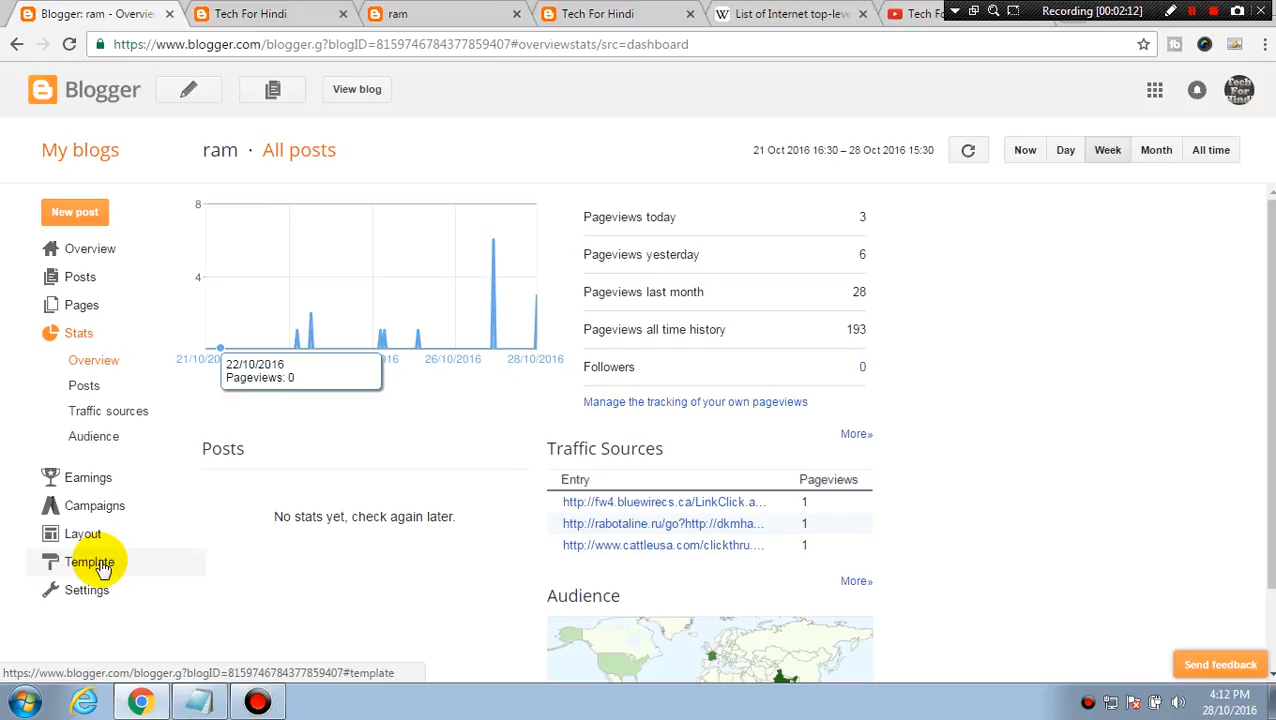 Blogger: ram - Overvie
Tech For Hindi
ram
Tech For Hindi
List of Internet top-leve
Tech Fo
Recording [00:02:12]
https://www.blogger.com/blogger.g?blogID=8159746784377859407#overviewstats/src=dashboard
Blogger
View blog
Tech For Hind
My blogs
ram · All posts
21 Oct 2016 16:30 – 28 Oct 2016 15:30
Now
Day
Week
Month
All time
New post
Overview
Posts
Pages
Stats
Overview
Posts
Traffic sources
Audience
Earnings
Campaigns
Layout
Template
Settings
8
4
21/10/20
16
26/10/2016
28/10/2016
22/10/2016
Pageviews: 0
Pageviews today 3
Pageviews yesterday 6
Pageviews last month 28
Pageviews all time history 193
Followers 0
Manage the tracking of your own pageviews
More»
Posts
No stats yet, check again later.
Traffic Sources
Entry Pageviews
http://fw4.bluewirecs.ca/LinkClick.a... 1
http://rabotaline.ru/go?http://dkmha... 1
http://www.cattleusa.com/clickthru.... 1
More»
Audience
Send feedback
https://www.blogger.com/blogger.g?blogID=8159746784377859407#template
4:12 PM
28/10/2016